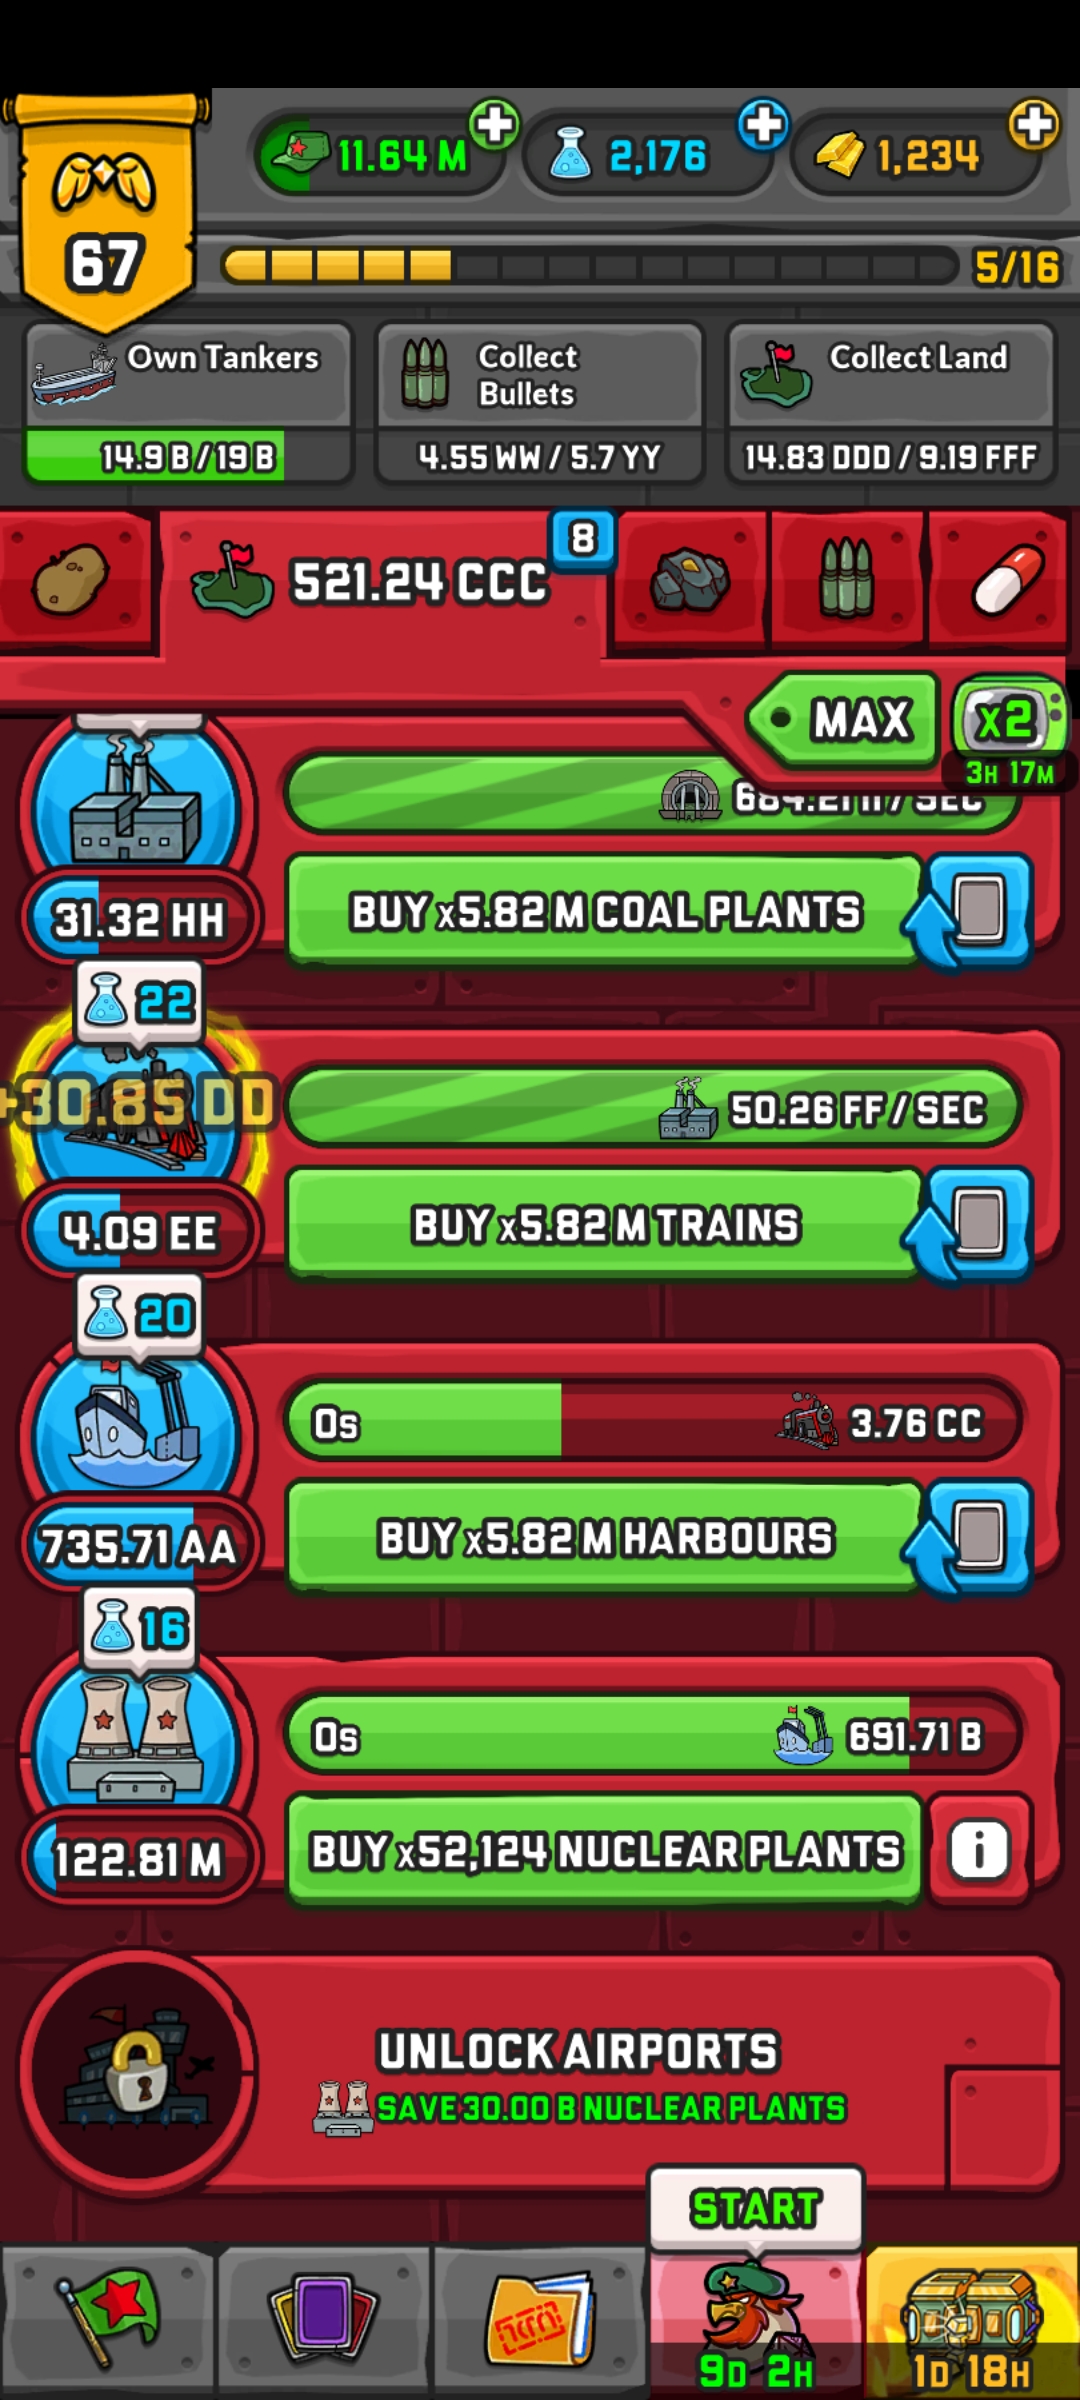 11.64 M
2,176
1,234
67
5/16
Own Tankers
14.9 B / 19 B
Collect
Bullets
4.55 WW / 5.7 YY
Collect Land
14.83 DDD / 9.19 FFF
521.24 CCC
8
MAX
x2
3H 17M
31.32 HH
BUY x5.82 M COAL PLANTS
22
+30.85 DD
50.26 FF / SEC
4.09 EE
BUY x5.82 M TRAINS
20
0s
3.76 CC
735.71 AA
BUY x5.82 M HARBOURS
16
0s
691.71 B
122.81 M
BUY x52,124 NUCLEAR PLANTS
i
UNLOCK AIRPORTS
SAVE 30.00 B NUCLEAR PLANTS
START
9D 2H
1D 18H